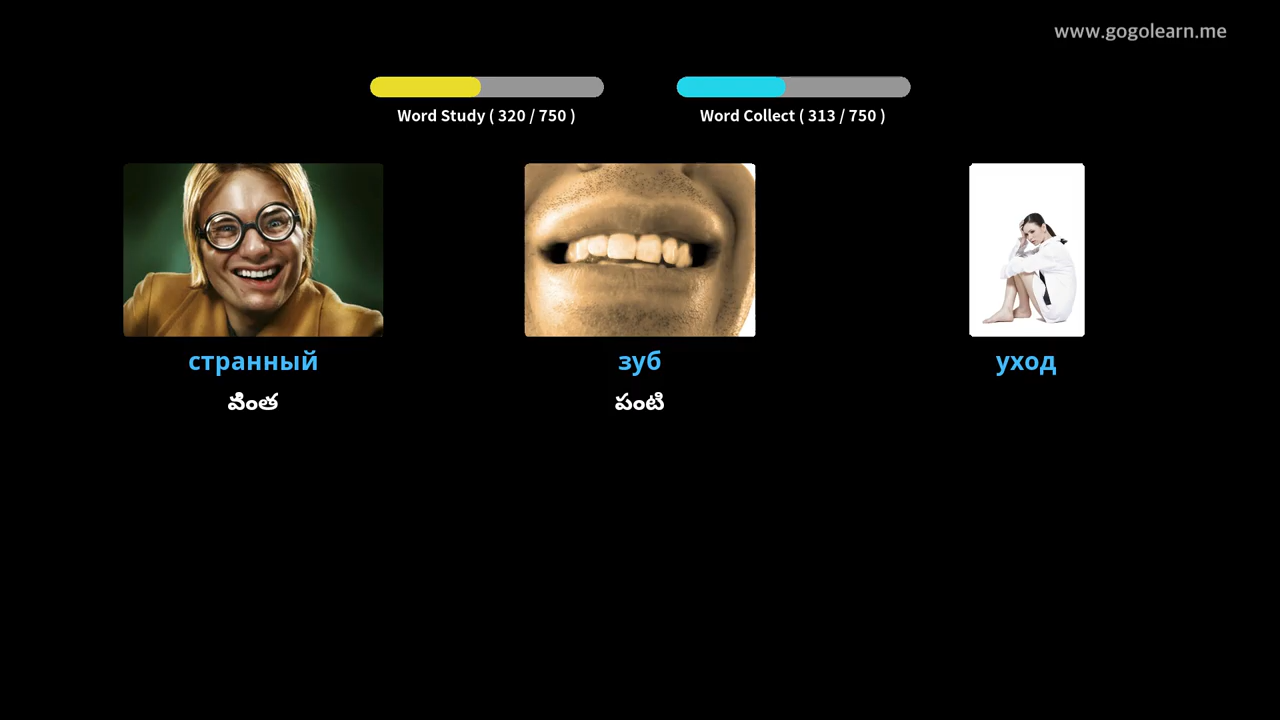 www.gogolearn.me
Word Study ( 320 / 750 )
Word Collect ( 313 / 750 )
странный
зуб
уход
వింత
పంటి